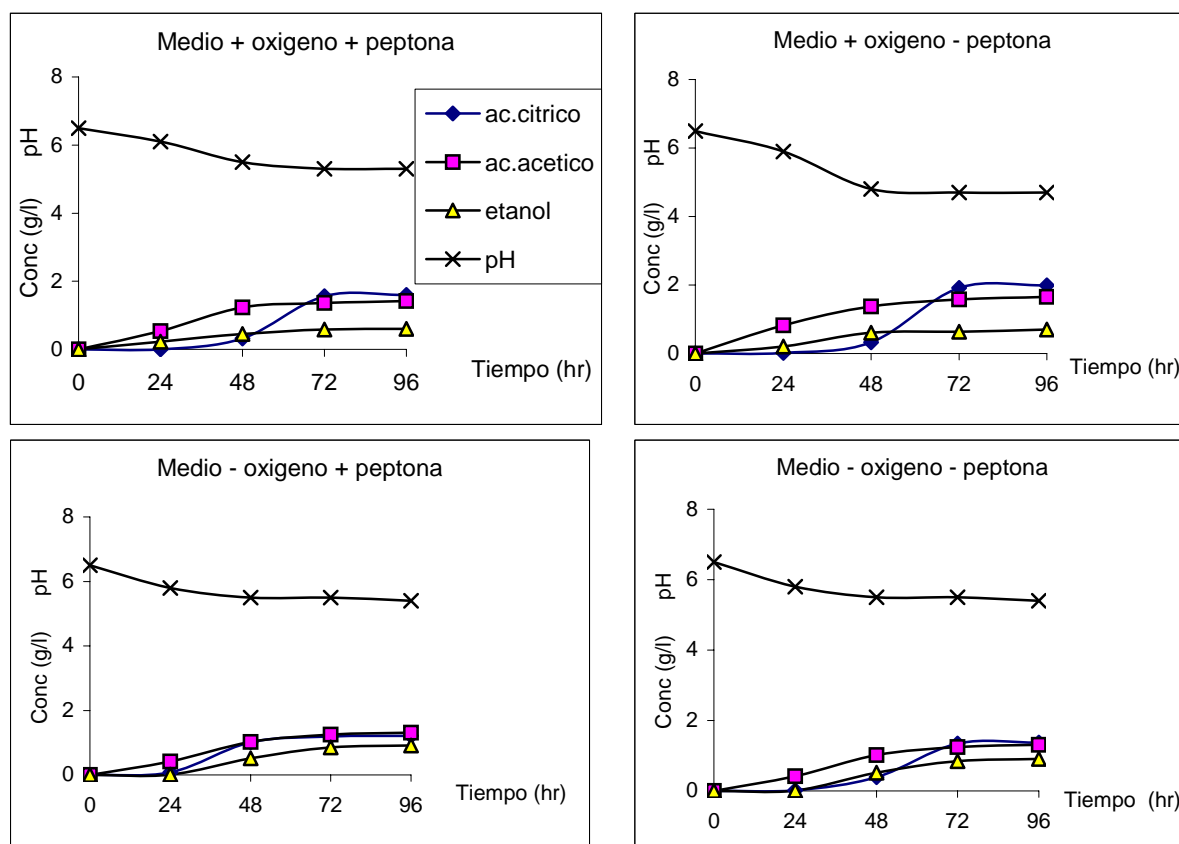 Medio + oxigeno + peptona
8
6
4
2
0
pH
Conc (g/l)
0 24 48 72 96
Tiempo (hr)
ac.citrico
ac.acetico
etanol
pH
Medio + oxigeno - peptona
8
6
4
2
0
pH
Conc (g/l)
0 24 48 72 96
Tiempo (hr)
Medio - oxigeno + peptona
8
6
4
2
0
pH
Conc (g/l)
0 24 48 72 96
Tiempo (hr)
Medio - oxigeno - peptona
8
6
4
2
0
pH
Conc (g/l)
0 24 48 72 96
Tiempo (hr)